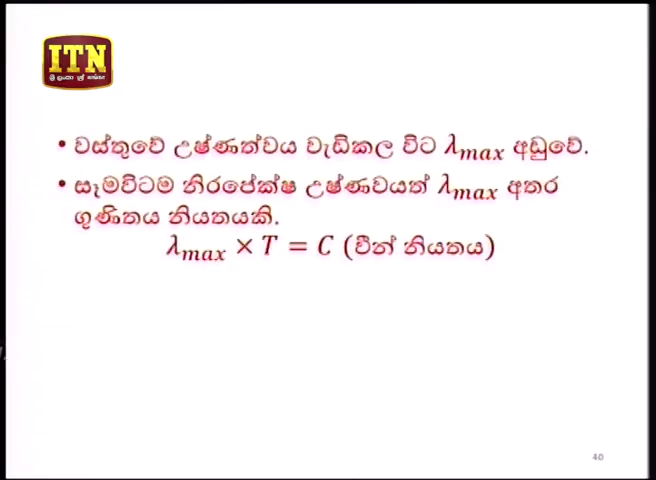 ITN
ශ්‍රී ලංකා
• වස්තුවේ උෂ්ණත්වය වැඩිකල විට λmax අඩුවේ.
• සෑමවිටම නිරපේක්ෂ උෂ්ණවයත් λmax අතර
ගුණිතය නියතයකි.
λmax × T = C (වීන් නියතය)
40